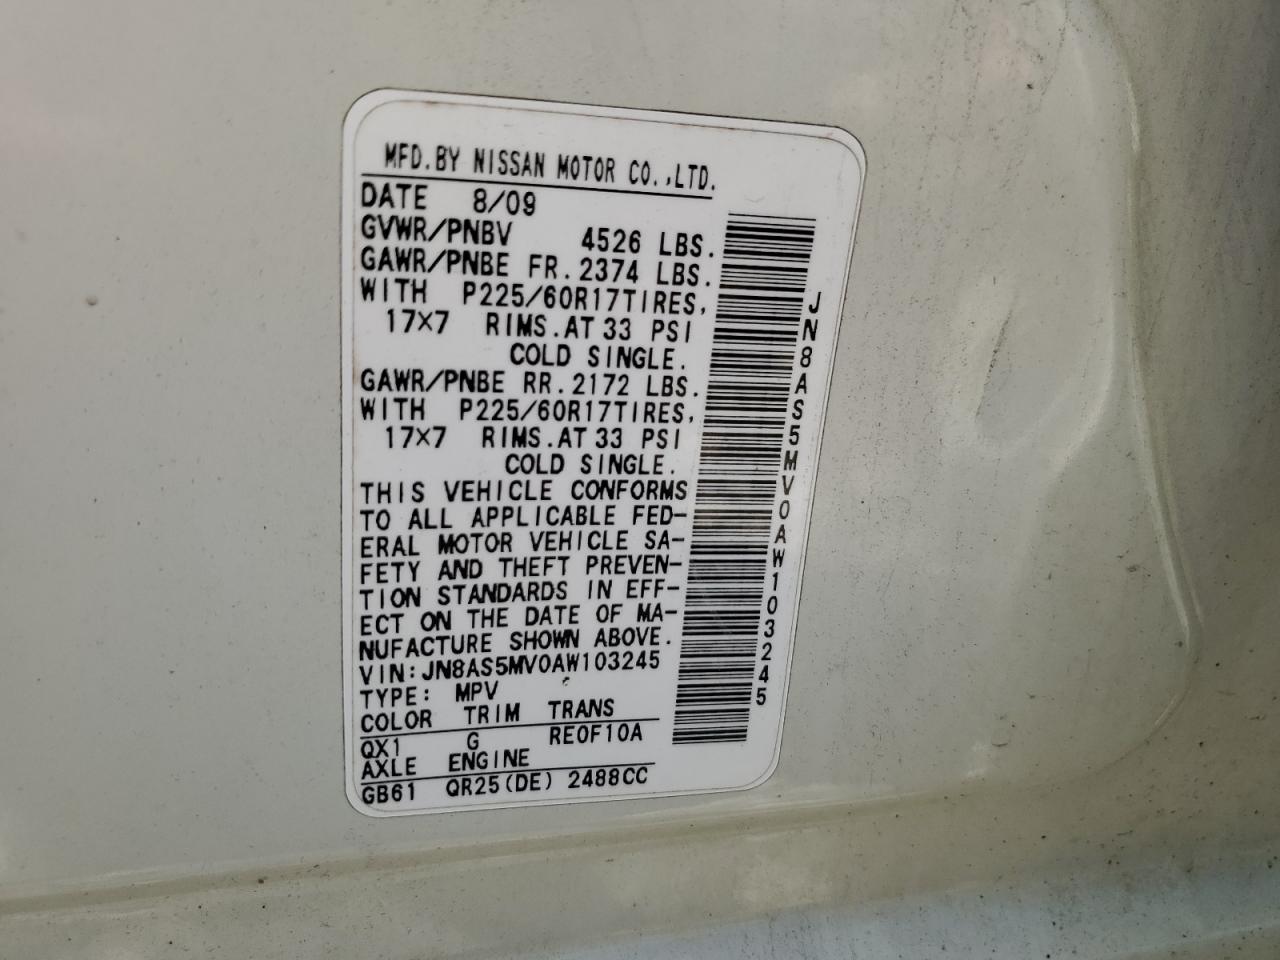 MFD.BY NISSAN MOTOR CO.,LTD.
DATE 8/09
GVWR/PNBV 4526 LBS.
GAWR/PNBE FR.2374 LBS.
WITH P225/60R17TIRES,
17×7 RIMS.AT 33 PSI
COLD SINGLE.
GAWR/PNBE RR.2172 LBS.
WITH P225/60R17TIRES,
17×7 RIMS.AT 33 PSI
COLD SINGLE.
THIS VEHICLE CONFORMS
TO ALL APPLICABLE FED-
ERAL MOTOR VEHICLE SA-
FETY AND THEFT PREVEN-
TION STANDARDS IN EFF-
ECT ON THE DATE OF MA-
NUFACTURE SHOWN ABOVE.
VIN:JN8AS5MV0AW103245
TYPE: MPV
COLOR TRIM TRANS
QX1 G RE0F10A
AXLE ENGINE
GB61 QR25(DE) 2488CC
JN8AS5MV0AW103245